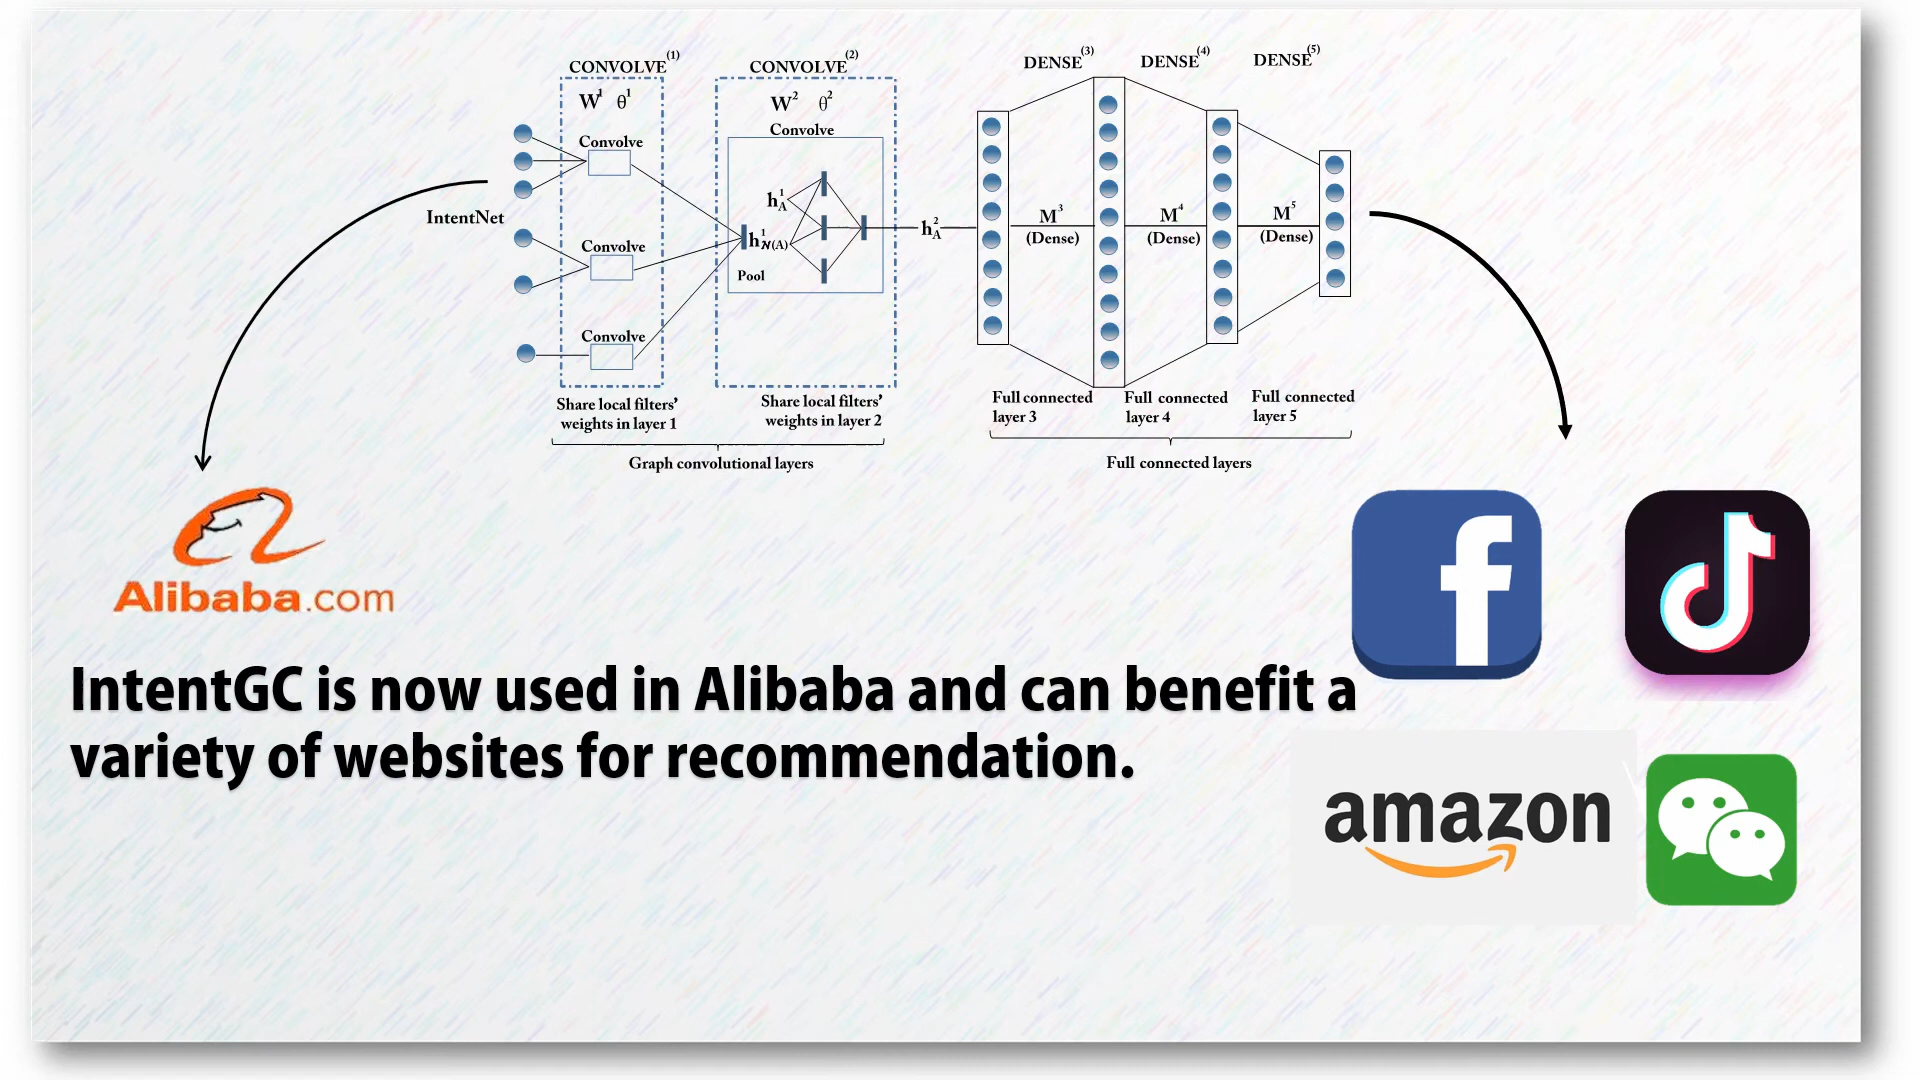 CONVOLVE(1)
CONVOLVE(2)
DENSE(3)
DENSE(4)
DENSE(5)
W1 θ1
W2 θ2
Convolve
Convolve
Convolve
Convolve
IntentNet
h1A
h1N(A)
Pool
h2A
M3
(Dense)
M4
(Dense)
M5
(Dense)
Share local filters'
weights in layer 1
Share local filters'
weights in layer 2
Full connected
layer 3
Full connected
layer 4
Full connected
layer 5
Graph convolutional layers
Full connected layers
Alibaba.com
IntentGC is now used in Alibaba and can benefit a
variety of websites for recommendation.
f
amazon